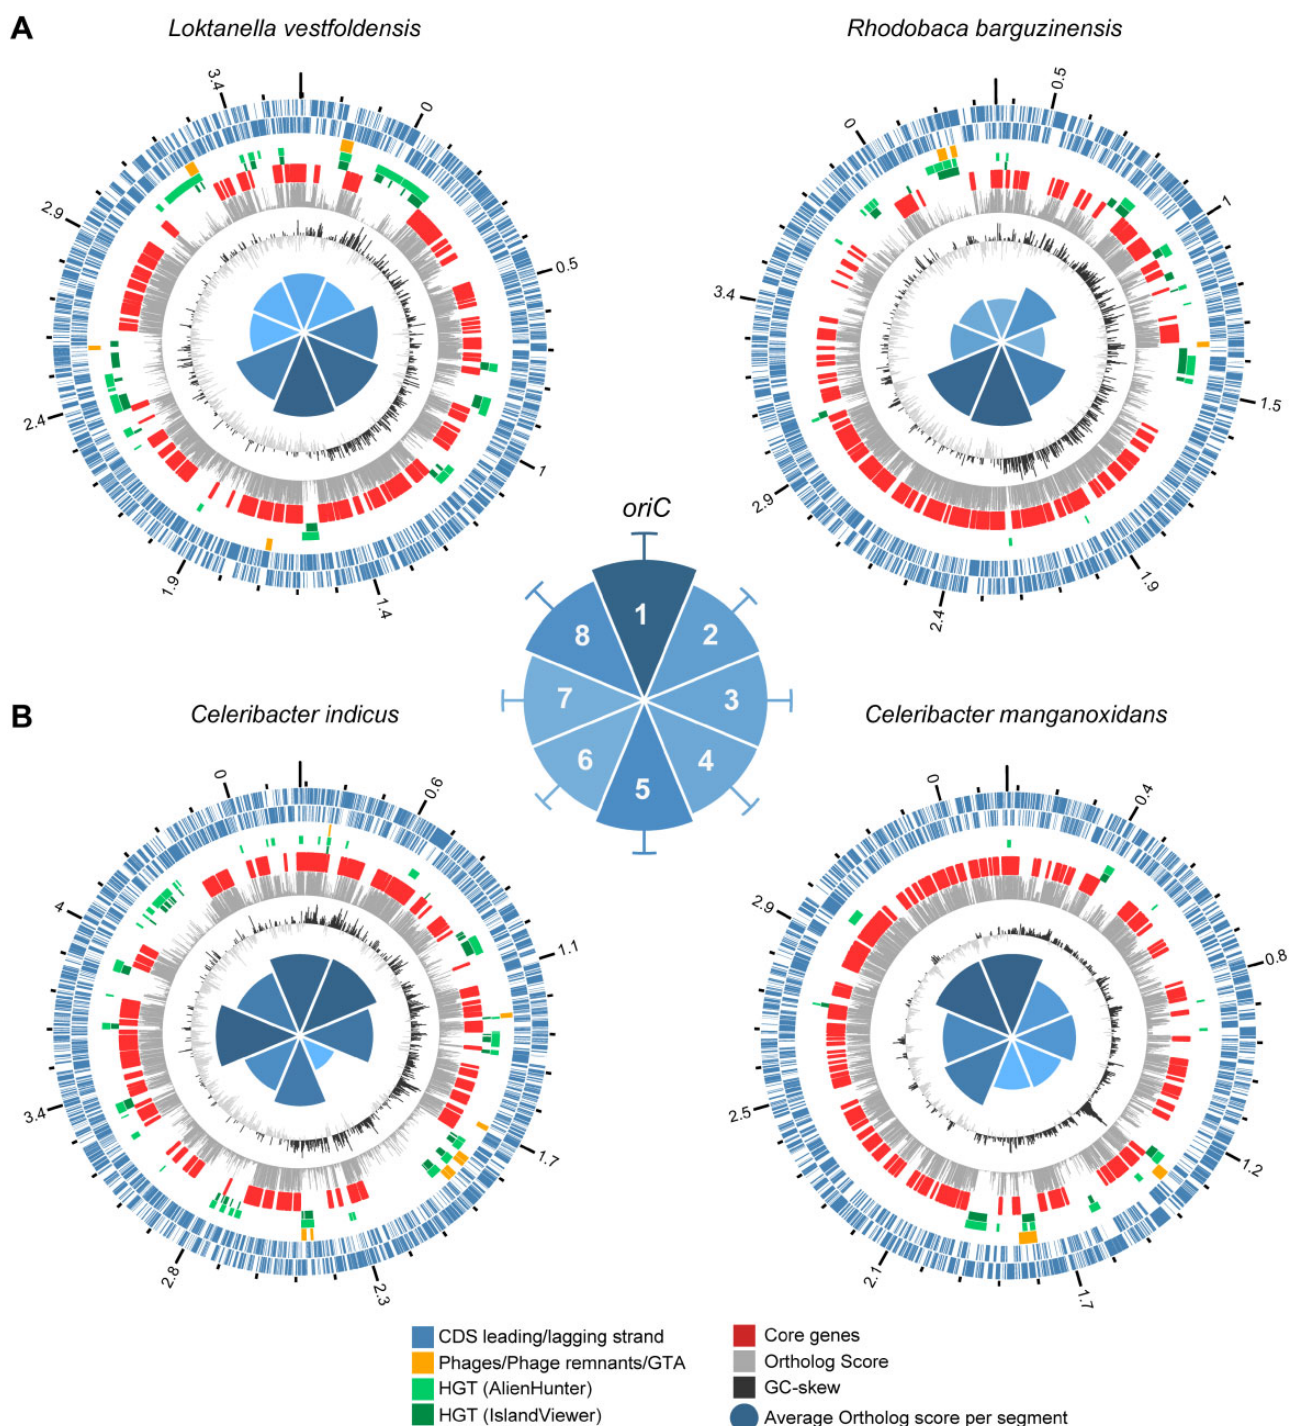 A
Loktanella vestfoldensis
Rhodobaca barguzinensis
3.4
0
0.5
1
1.4
1.9
2.4
2.9
0
0.5
1
1.5
1.9
2.4
2.9
3.4
oriC
1
2
3
4
5
6
7
8
B
Celeribacter indicus
Celeribacter manganoxidans
0
0.6
1.1
1.7
2.3
2.8
3.4
4
0
0.4
0.8
1.2
1.7
2.1
2.5
2.9
CDS leading/lagging strand
Phages/Phage remnants/GTA
HGT (AlienHunter)
HGT (IslandViewer)
Core genes
Ortholog Score
GC-skew
Average Ortholog score per segment